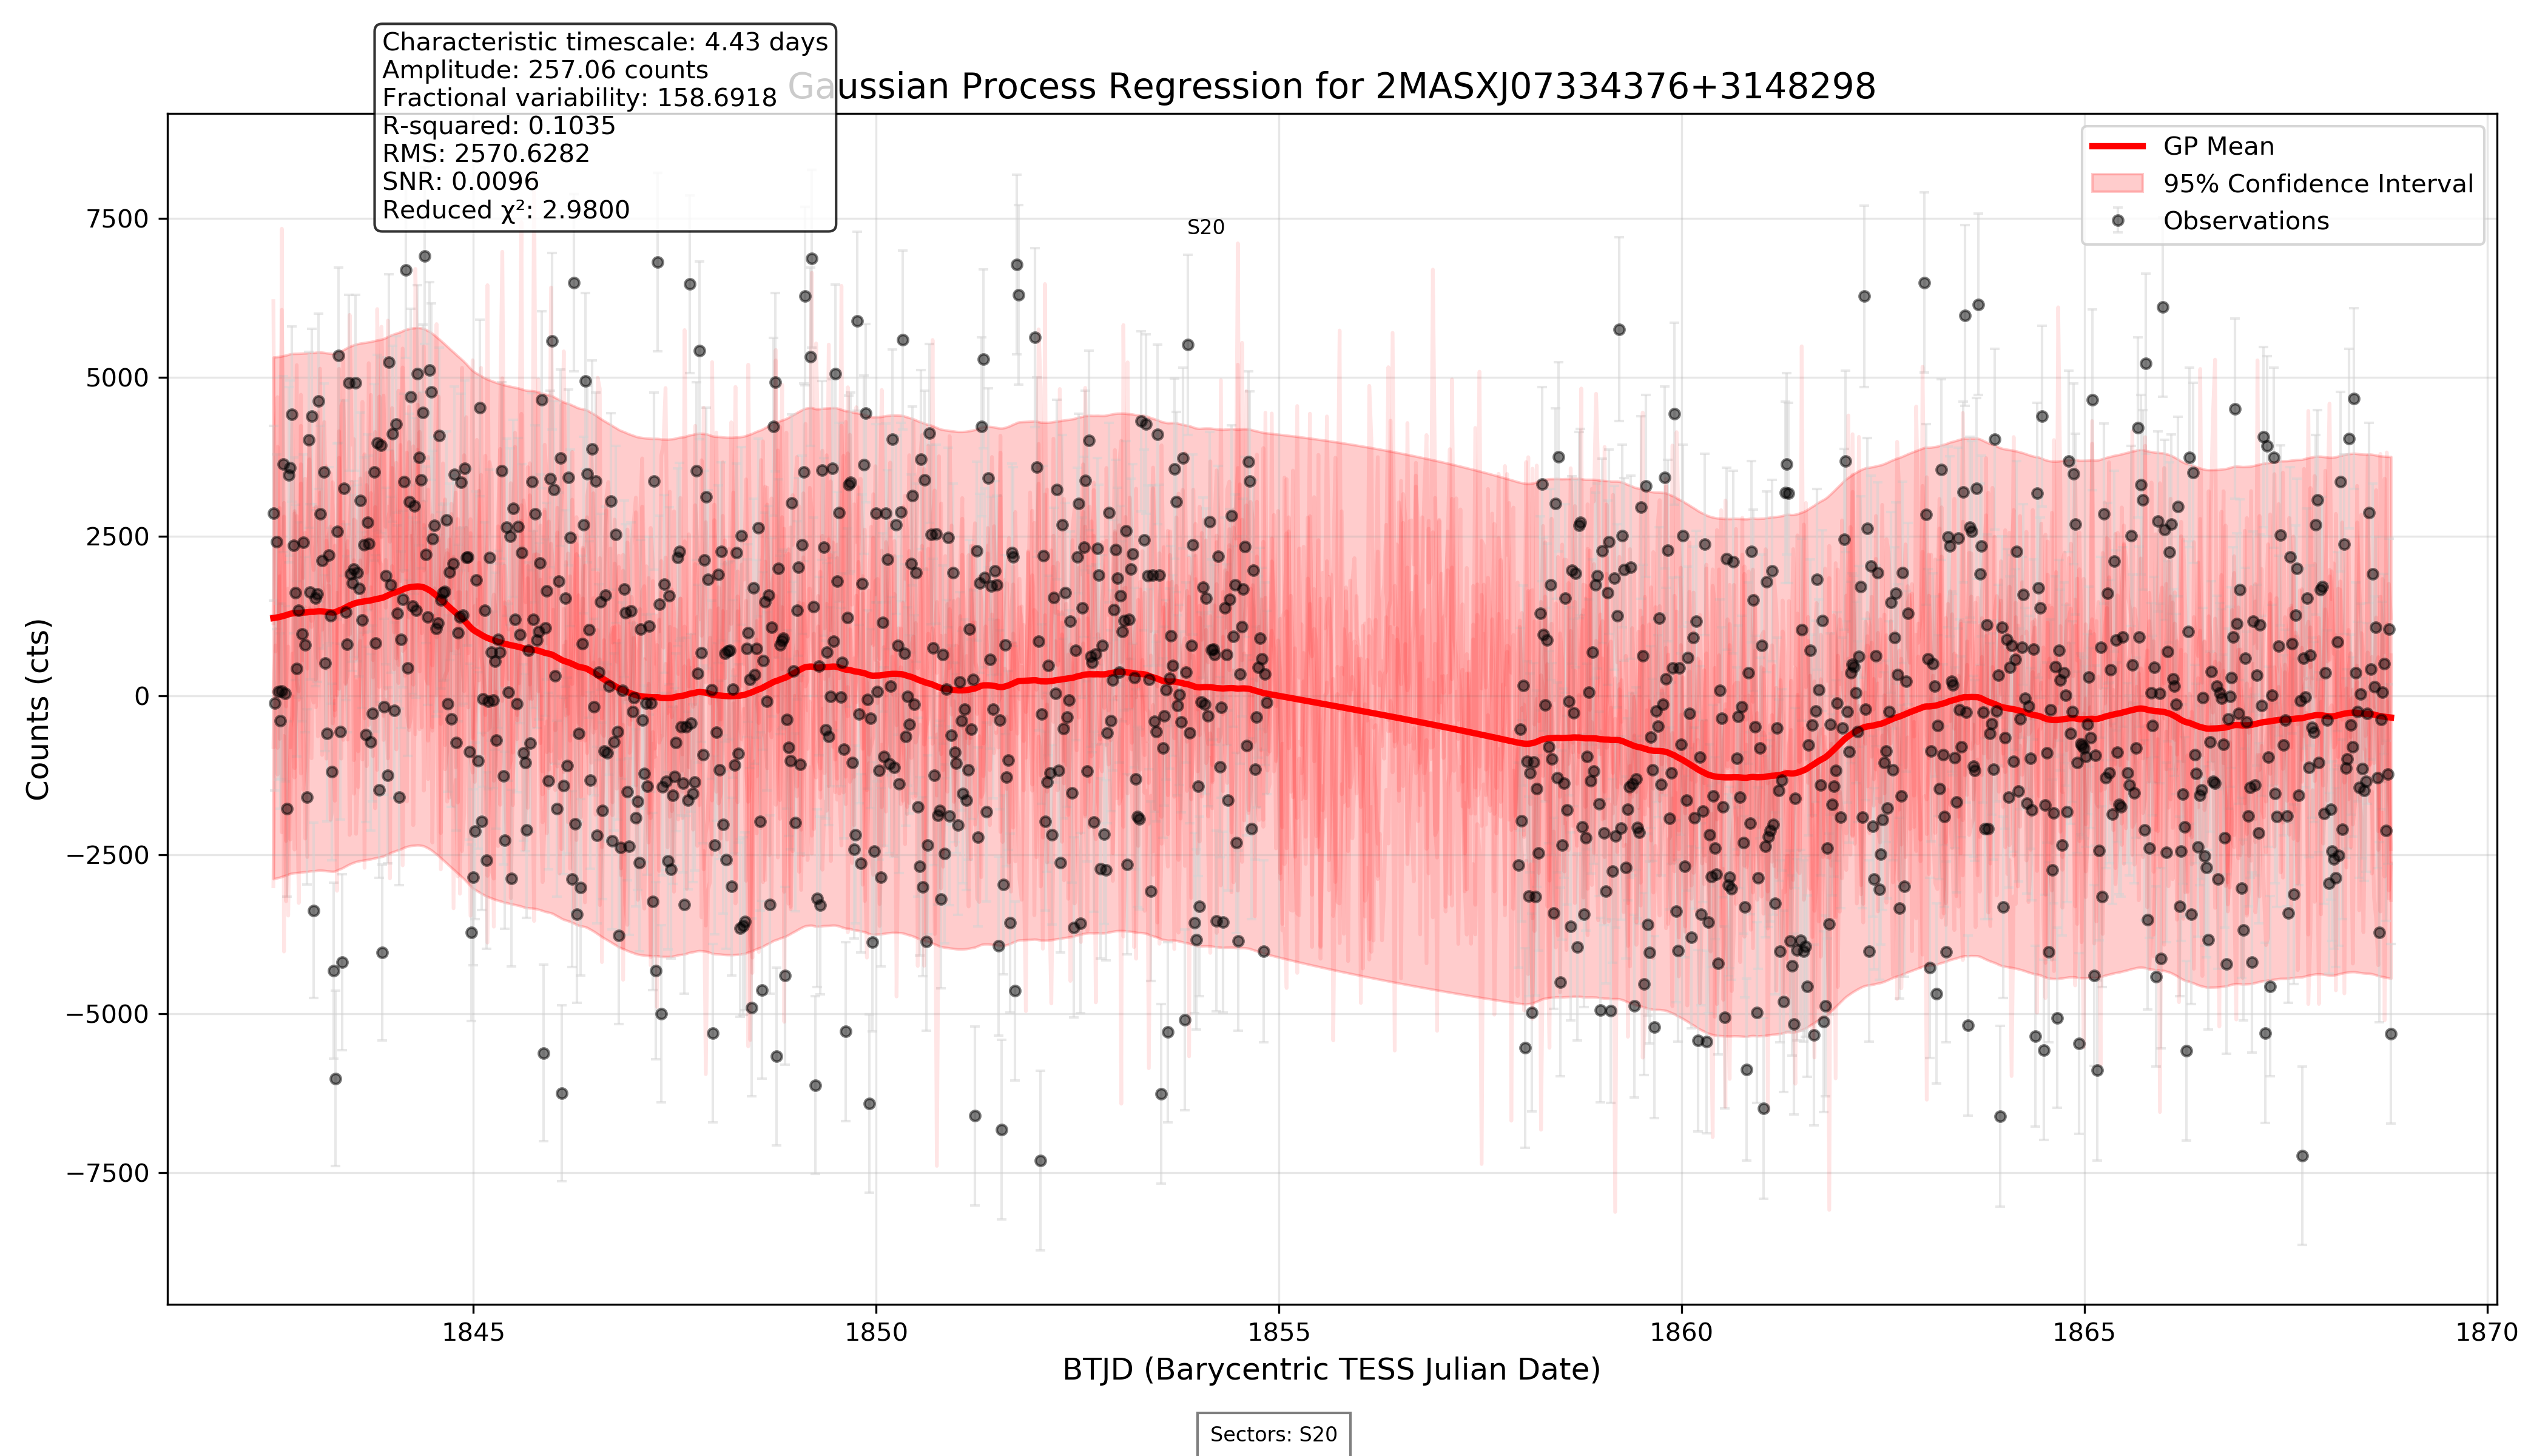 Characteristic timescale: 4.43 days
Amplitude: 257.06 counts
Fractional variability: 158.6918
R-squared: 0.1035
RMS: 2570.6282
SNR: 0.0096
Reduced χ²: 2.9800
Gaussian Process Regression for 2MASXJ07334376+3148298
GP Mean
95% Confidence Interval
Observations
S20
Counts (cts)
7500
5000
2500
0
−2500
−5000
−7500
1845
1850
1855
1860
1865
1870
BTJD (Barycentric TESS Julian Date)
Sectors: S20